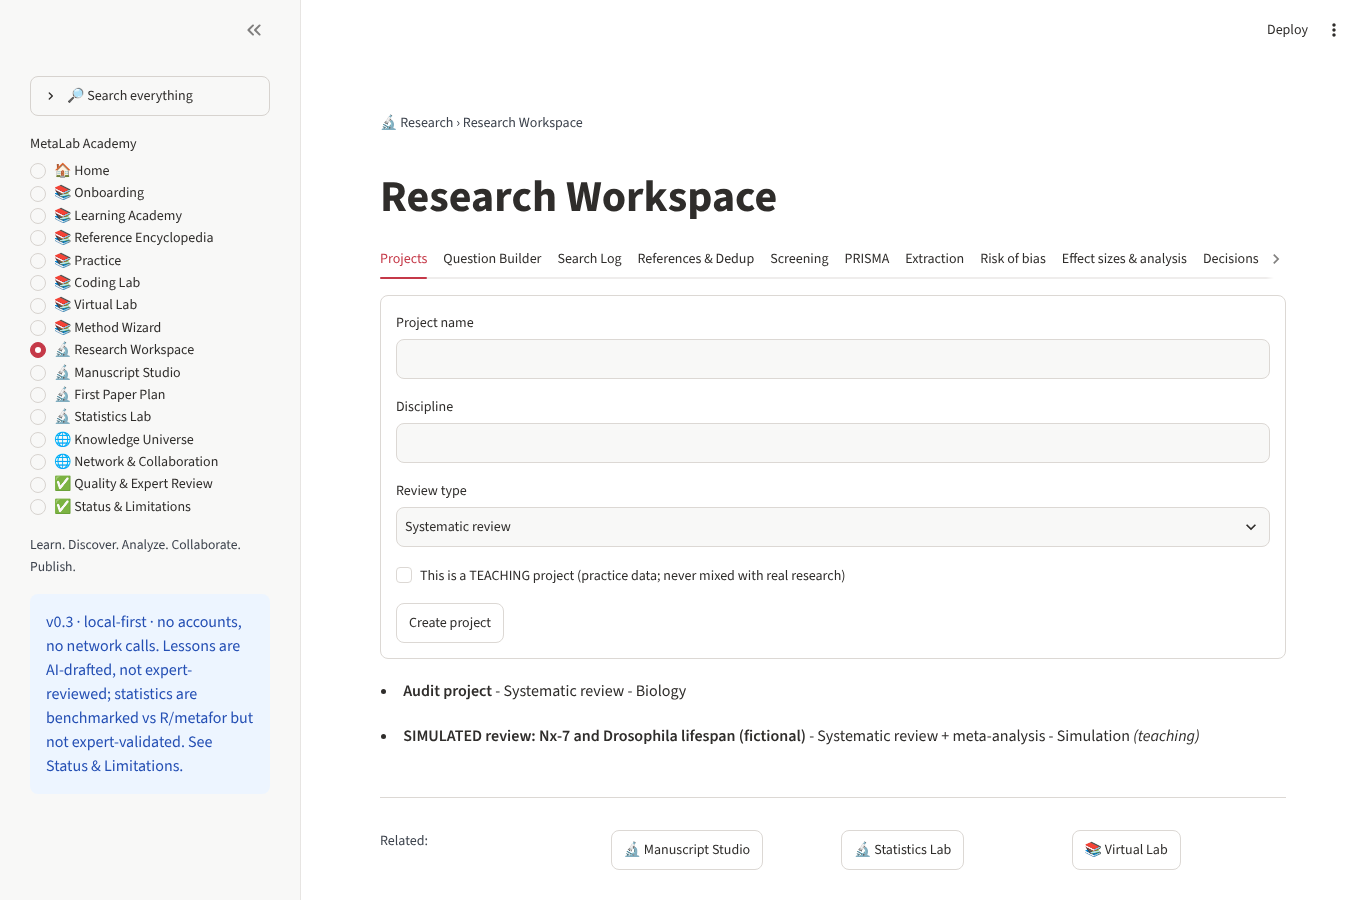 Deploy
🔎 Search everything
MetaLab Academy
🏠 Home
📚 Onboarding
📚 Learning Academy
📚 Reference Encyclopedia
📚 Practice
📚 Coding Lab
📚 Virtual Lab
📚 Method Wizard
🔬 Research Workspace
🔬 Manuscript Studio
🔬 First Paper Plan
🔬 Statistics Lab
🌐 Knowledge Universe
🌐 Network & Collaboration
✅ Quality & Expert Review
✅ Status & Limitations
Learn. Discover. Analyze. Collaborate.
Publish.
v0.3 · local-first · no accounts,
no network calls. Lessons are
AI-drafted, not expert-
reviewed; statistics are
benchmarked vs R/metafor but
not expert-validated. See
Status & Limitations.
🔬 Research › Research Workspace
Research Workspace
Projects Question Builder Search Log References & Dedup Screening PRISMA Extraction Risk of bias Effect sizes & analysis Decisions
Project name
Discipline
Review type
Systematic review
This is a TEACHING project (practice data; never mixed with real research)
Create project
• Audit project - Systematic review - Biology
• SIMULATED review: Nx-7 and Drosophila lifespan (fictional) - Systematic review + meta-analysis - Simulation (teaching)
Related: 🔬 Manuscript Studio 🔬 Statistics Lab 📚 Virtual Lab